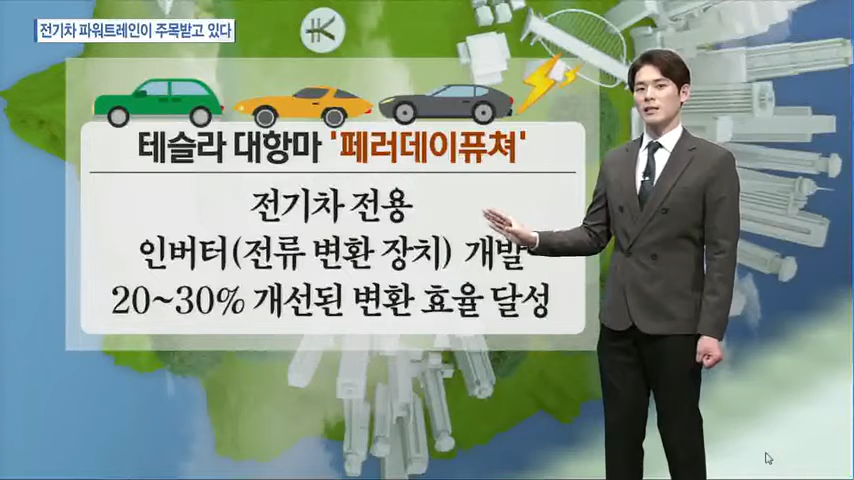 전기차 파워트레인이 주목받고 있다
테슬라 대항마 '페러데이퓨쳐'
전기차 전용
인버터(전류 변환 장치) 개발
20~30% 개선된 변환 효율 달성